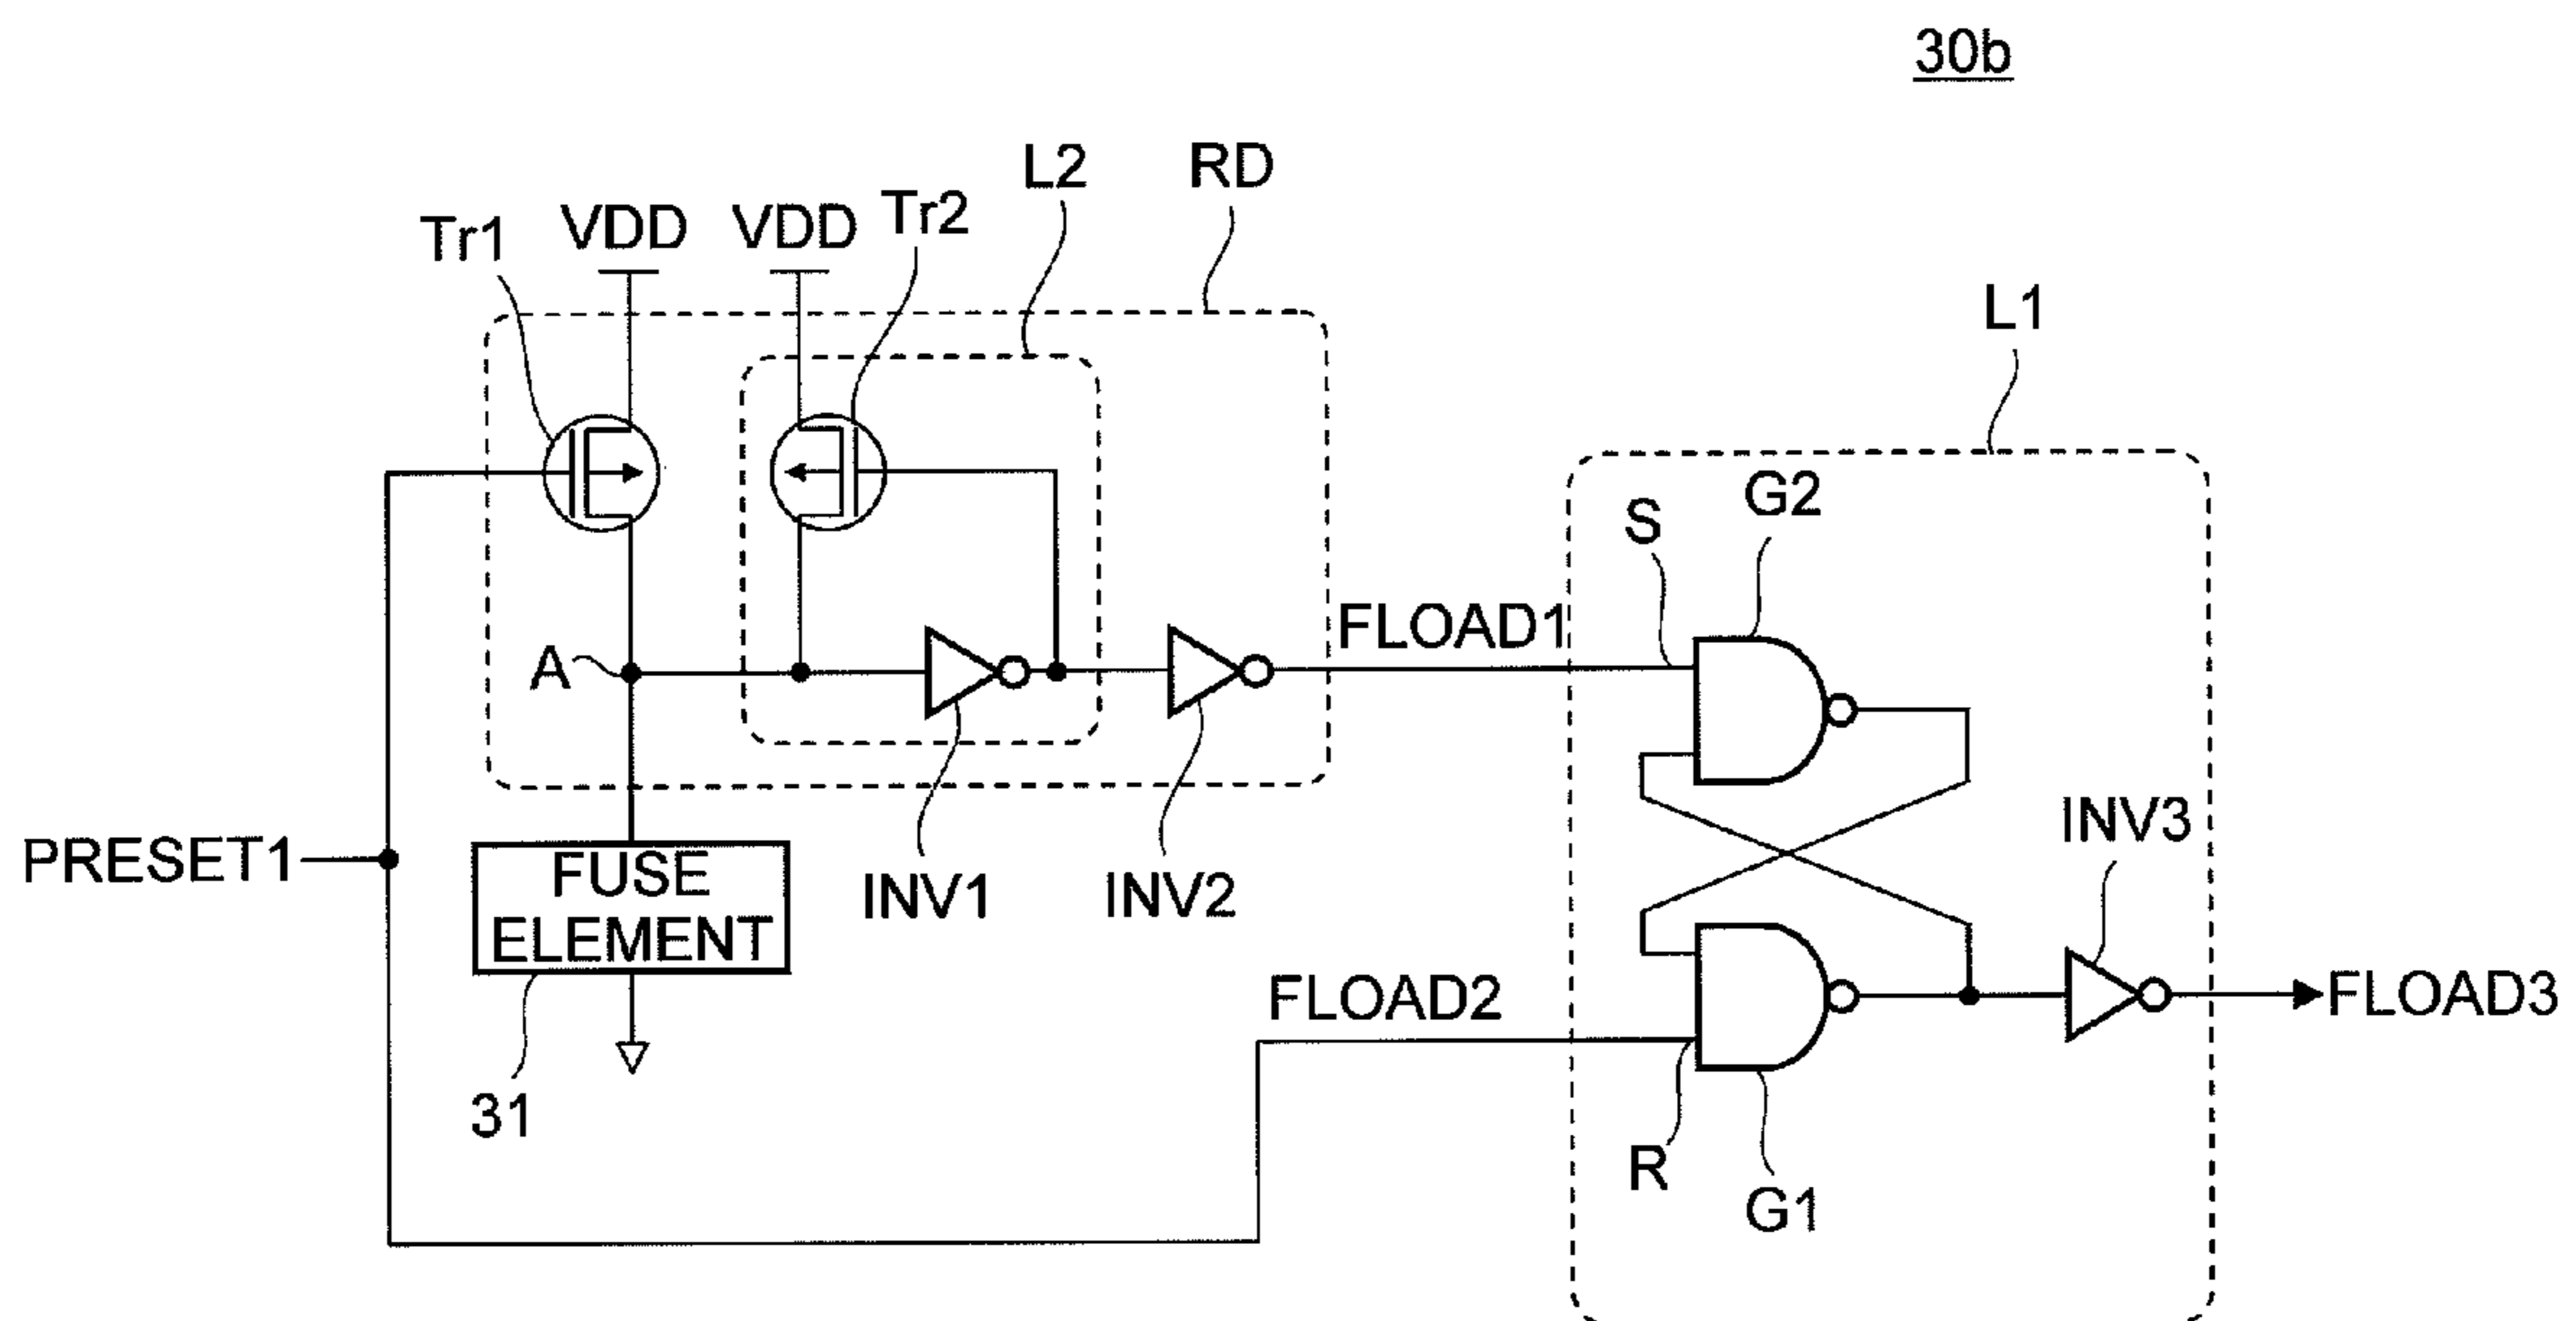 30b
L2
RD
Tr1
VDD
VDD
Tr2
L1
S
G2
FLOAD1
A
INV3
PRESET1
FUSE
ELEMENT
INV1
INV2
FLOAD2
FLOAD3
31
R
G1